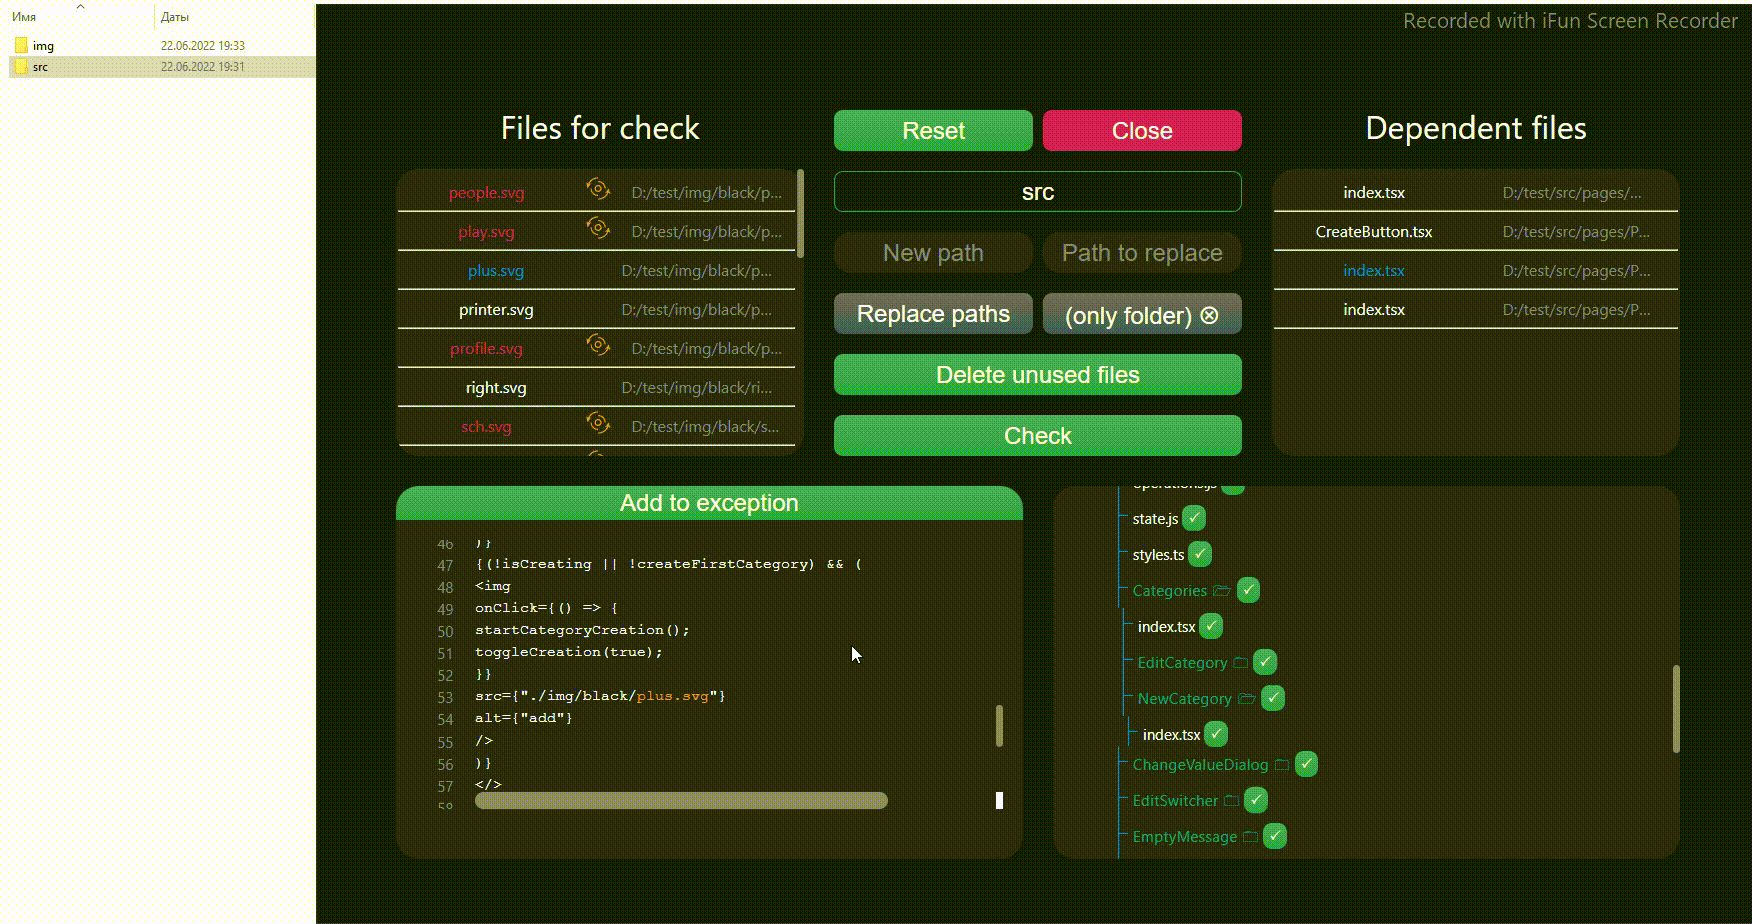 Имя Даты
img 22.06.2022 19:33
src 22.06.2022 19:31
Recorded with iFun Screen Recorder
Files for check
people.svg D:/test/img/black/p...
play.svg D:/test/img/black/p...
plus.svg D:/test/img/black/p...
printer.svg D:/test/img/black/p...
profile.svg D:/test/img/black/p...
right.svg D:/test/img/black/ri...
sch.svg D:/test/img/black/s...
Reset Close
src
New path Path to replace
Replace paths (only folder) ⊗
Delete unused files
Check
Dependent files
index.tsx D:/test/src/pages/...
CreateButton.tsx D:/test/src/pages/P...
index.tsx D:/test/src/pages/P...
index.tsx D:/test/src/pages/P...
Add to exception
46 )}
47 {(!isCreating || !createFirstCategory) && (
48 <img
49 onClick={() => {
50 startCategoryCreation();
51 toggleCreation(true);
52 }}
53 src={"./img/black/plus.svg"}
54 alt={"add"}
55 />
56 )}
57 </>
58
operations.js
state.js ✓
styles.ts ✓
Categories ✓
index.tsx ✓
EditCategory ✓
NewCategory ✓
index.tsx ✓
ChangeValueDialog ✓
EditSwitcher ✓
EmptyMessage ✓